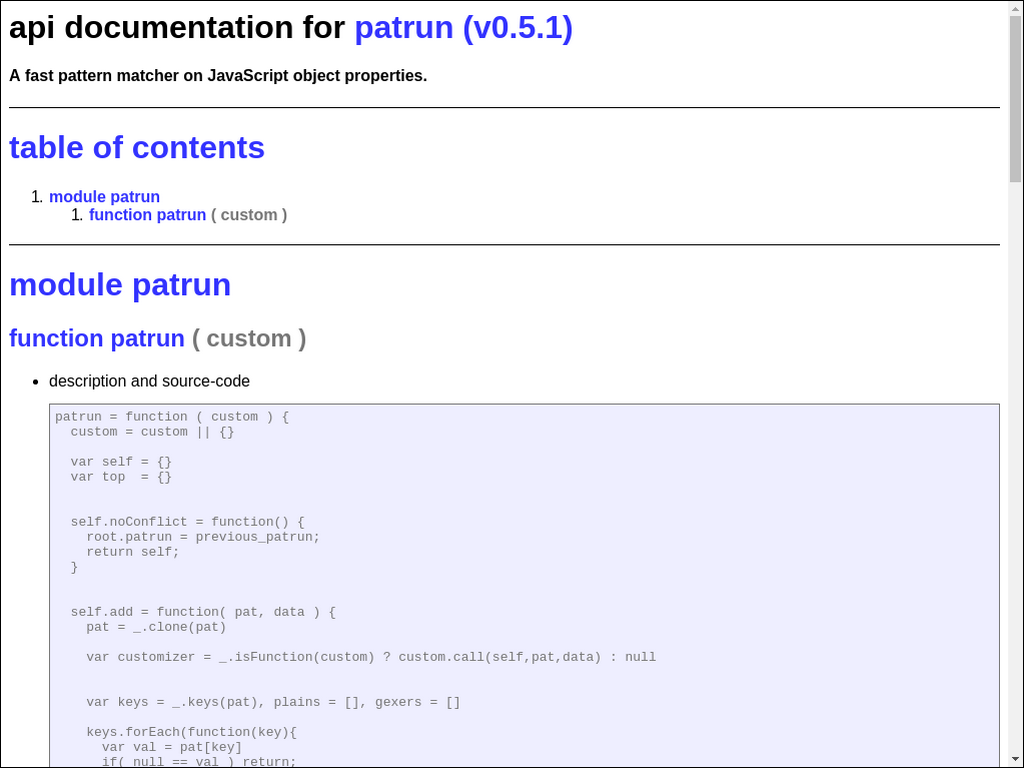 api documentation for patrun (v0.5.1)
A fast pattern matcher on JavaScript object properties.
table of contents
1. module patrun
1. function patrun ( custom )
module patrun
function patrun ( custom )
• description and source-code
patrun = function ( custom ) {
  custom = custom || {}
  var self = {}
  var top  = {}
  self.noConflict = function() {
    root.patrun = previous_patrun;
    return self;
  }
  self.add = function( pat, data ) {
    pat = _.clone(pat)
    var customizer = _.isFunction(custom) ? custom.call(self,pat,data) : null
    var keys = _.keys(pat), plains = [], gexers = []
    keys.forEach(function(key){
      var val = pat[key]
      if( null == val ) return;